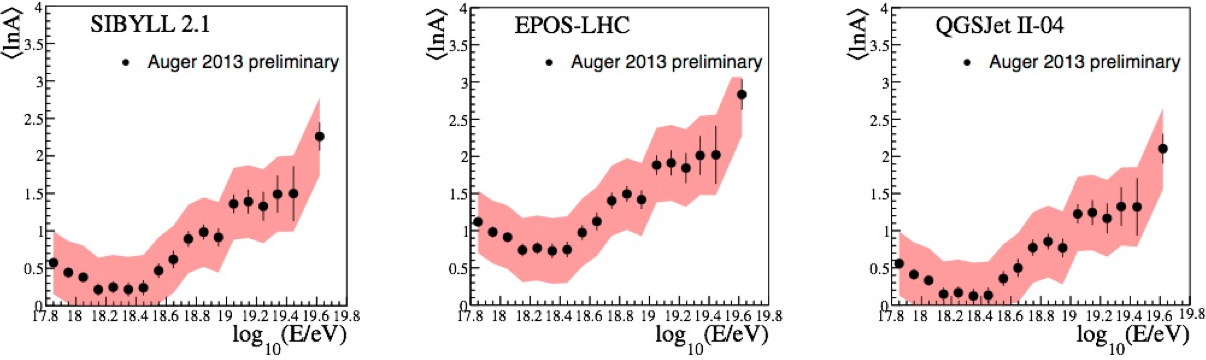 SIBYLL 2.1
Auger 2013 preliminary
⟨lnA⟩
4
3.5
3
2.5
2
1.5
1
0.5
0
17.8 18 18.2 18.4 18.6 18.8 19 19.2 19.4 19.6 19.8
log10(E/eV)
EPOS-LHC
Auger 2013 preliminary
⟨lnA⟩
4
3.5
3
2.5
2
1.5
1
0.5
0
17.8 18 18.2 18.4 18.6 18.8 19 19.2 19.4 19.6 19.8
log10(E/eV)
QGSJet II-04
Auger 2013 preliminary
⟨lnA⟩
4
3.5
3
2.5
2
1.5
1
0.5
0
17.8 18 18.2 18.4 18.6 18.8 19 19.2 19.4 19.6 19.8
log10(E/eV)